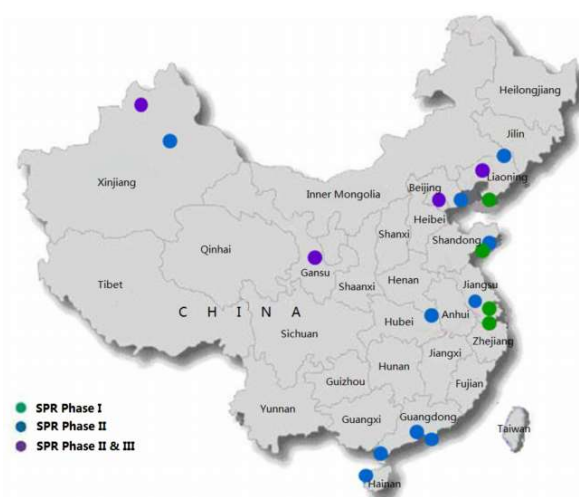 Heilongjiang
Jilin
Liaoning
Xinjiang
Inner Mongolia
Beijing
Heibei
Shanxi
Shandong
Qinhai
Gansu
Tibet
Shaanxi
Henan
Jiangsu
C H I N A
Hubei
Anhui
Sichuan
Zhejiang
Jiangxi
Hunan
Guizhou
Fujian
Yunnan
Guangxi
Guangdong
Taiwan
Hainan
SPR Phase I
SPR Phase II
SPR Phase II & III